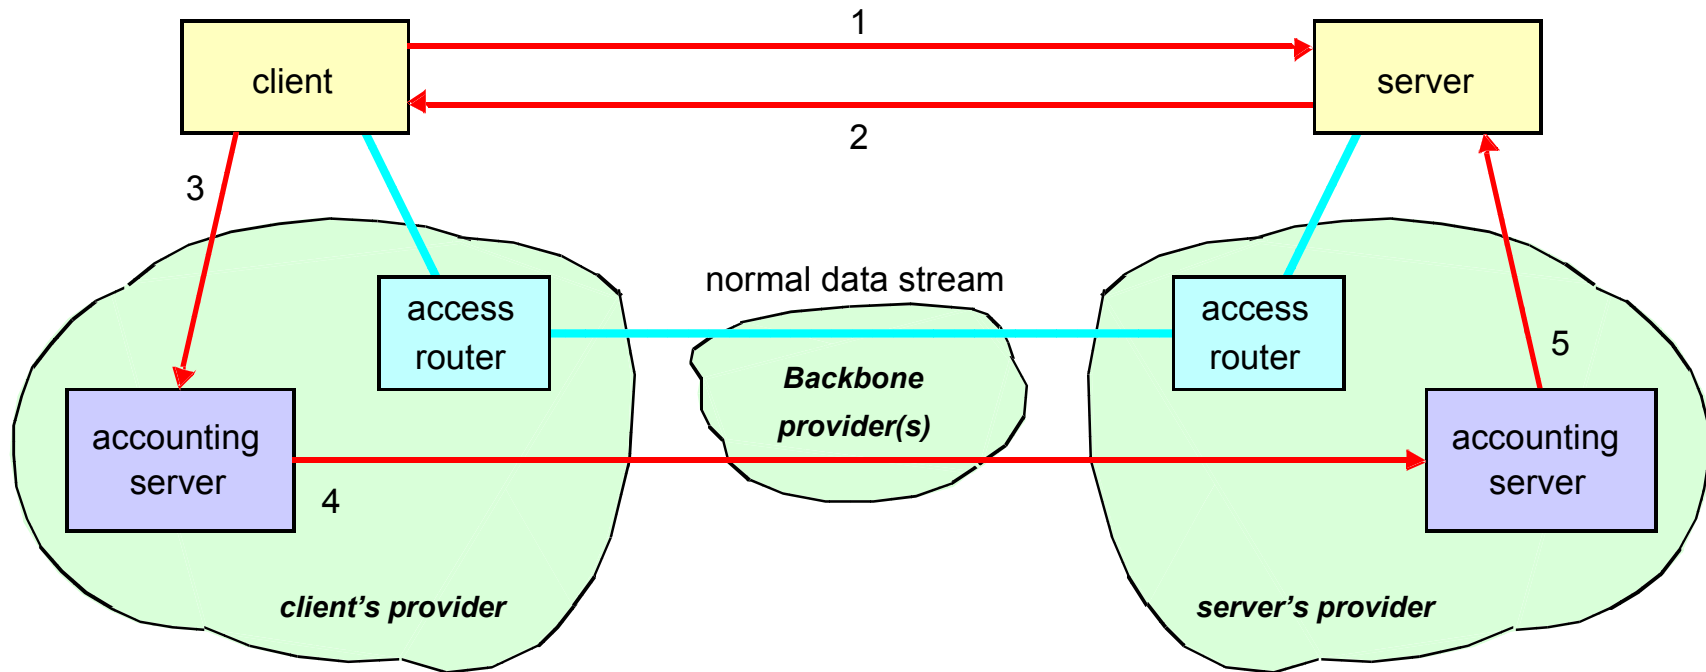 1
client
server
2
3
normal data stream
access
router
access
router
5
Backbone
provider(s)
accounting
server
accounting
server
4
client’s provider
server’s provider